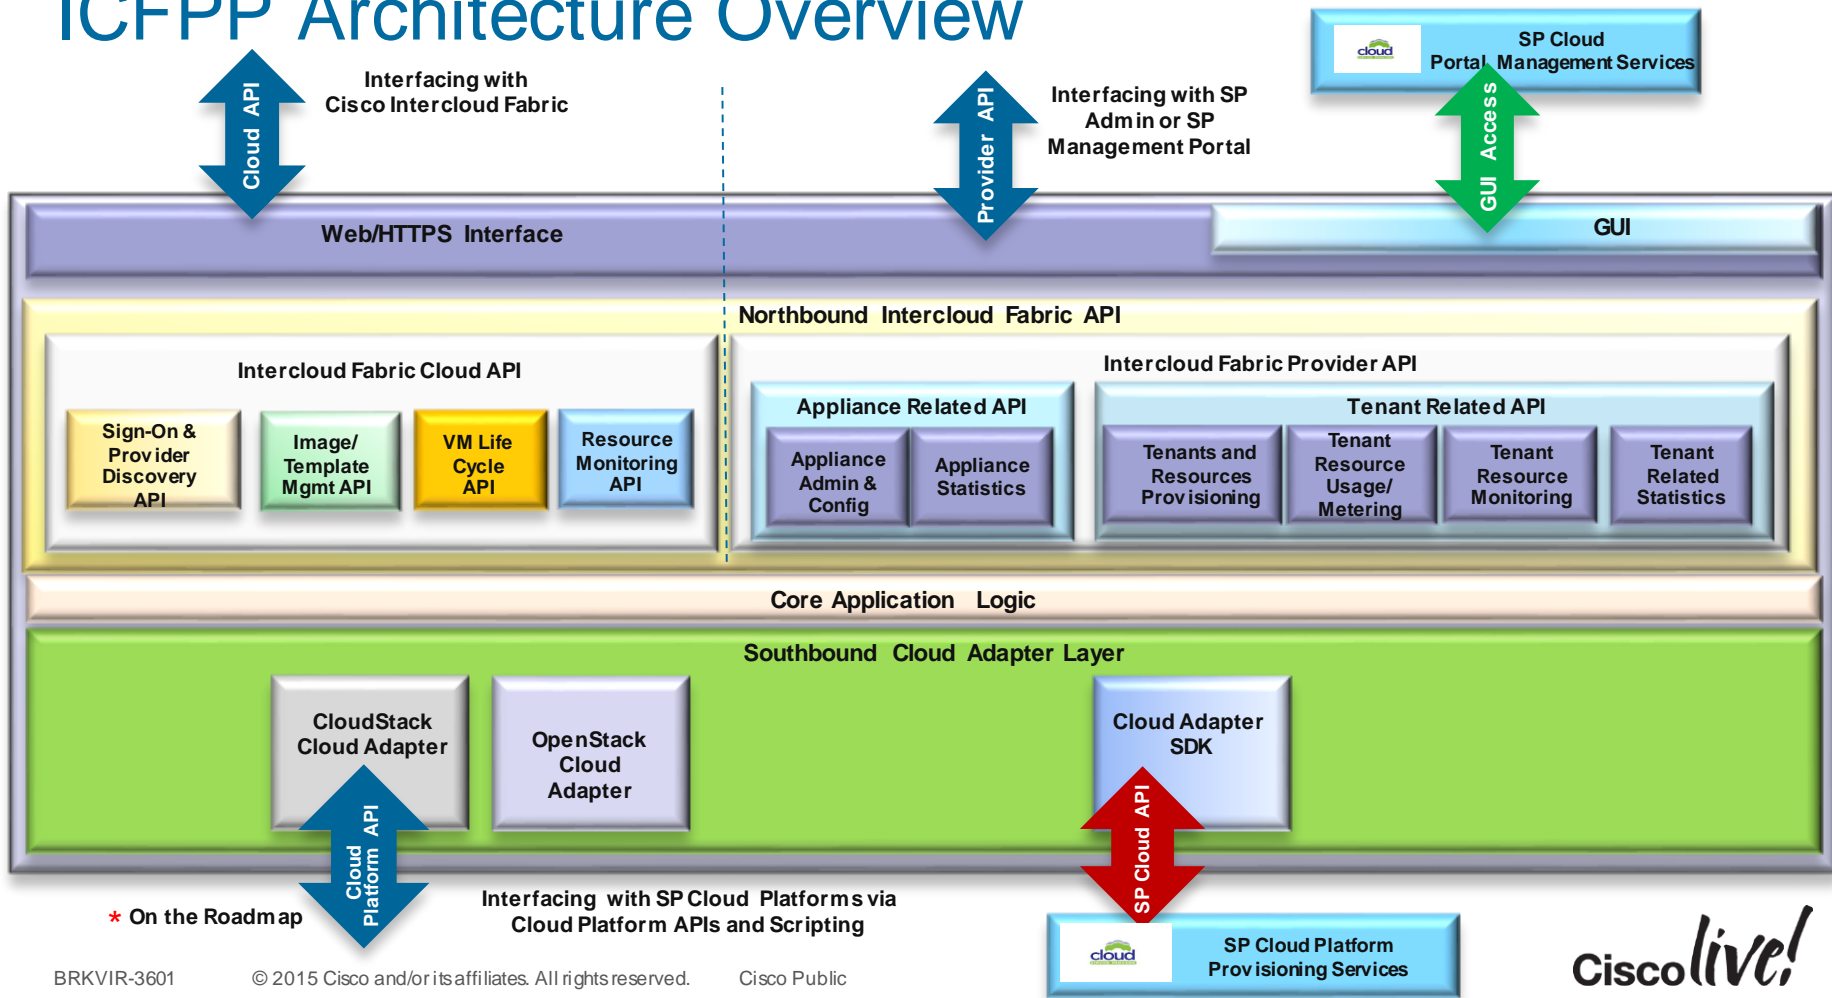 ICFPP Architecture Overview
cloud
SP Cloud
Portal Management Services
Interfacing with
Cisco Intercloud Fabric
Cloud API
Interfacing with SP
Admin or SP
Management Portal
Provider API
GUI Access
Web/HTTPS Interface
GUI
Northbound Intercloud Fabric API
Intercloud Fabric Cloud API
Sign-On &
Provider
Discovery
API
Image/
Template
Mgmt API
VM Life
Cycle
API
Resource
Monitoring
API
Intercloud Fabric Provider API
Appliance Related API
Appliance
Admin &
Config
Appliance
Statistics
Tenant Related API
Tenants and
Resources
Provisioning
Tenant
Resource
Usage/
Metering
Tenant
Resource
Monitoring
Tenant
Related
Statistics
Core Application Logic
Southbound Cloud Adapter Layer
CloudStack
Cloud Adapter
OpenStack
Cloud
Adapter
Cloud Adapter
SDK
Cloud
Platform API
SP Cloud API
* On the Roadmap
Interfacing with SP Cloud Platforms via
Cloud Platform APIs and Scripting
cloud
SP Cloud Platform
Provisioning Services
BRKVIR-3601
© 2015 Cisco and/or its affiliates. All rights reserved.
Cisco Public
Cisco live!